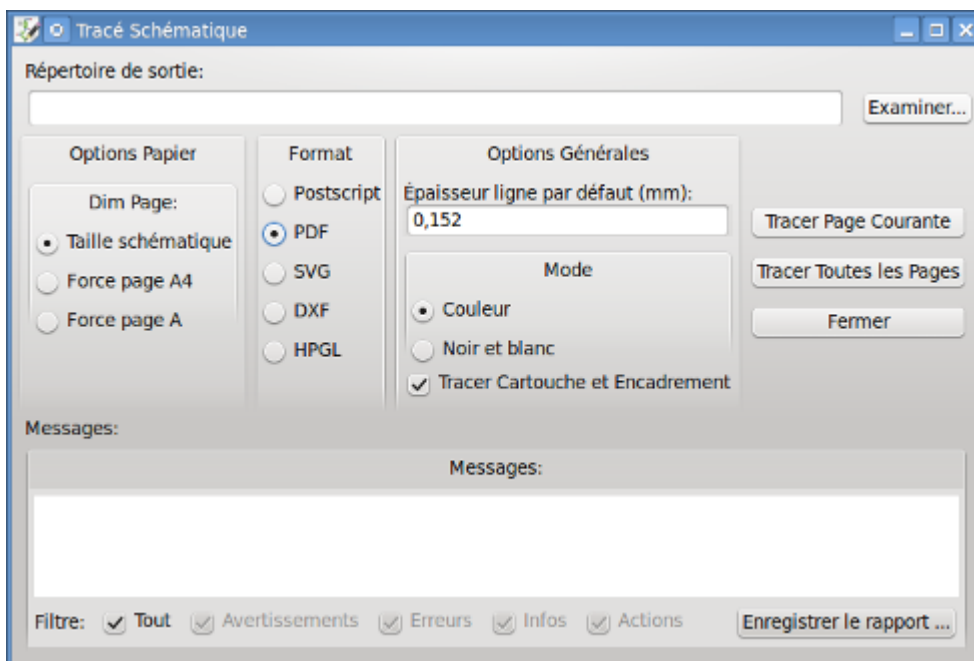 Tracé Schématique
Répertoire de sortie:
Examiner...
Options Papier
Dim Page:
Taille schématique
Force page A4
Force page A
Format
Postscript
PDF
SVG
DXF
HPGL
Options Générales
Épaisseur ligne par défaut (mm):
0,152
Mode
Couleur
Noir et blanc
Tracer Cartouche et Encadrement
Tracer Page Courante
Tracer Toutes les Pages
Fermer
Messages:
Messages:
Filtre: Tout Avertissements Erreurs Infos Actions Enregistrer le rapport ...